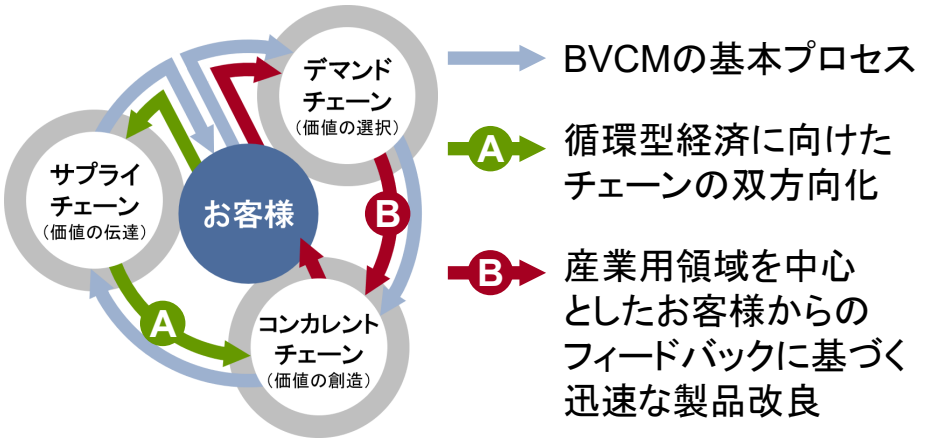 デマンド
チェーン
（価値の選択）
サプライ
チェーン
（価値の伝達）
お客様
B
A
コンカレント
チェーン
（価値の創造）
BVCMの基本プロセス
A
循環型経済に向けた
チェーンの双方向化
B
産業用領域を中心
としたお客様からの
フィードバックに基づく
迅速な製品改良